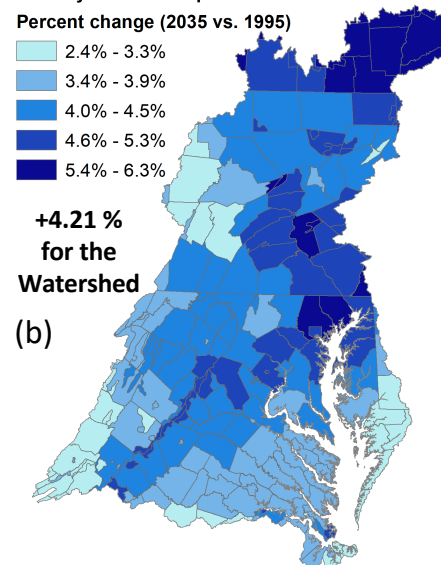 Percent change (2035 vs. 1995)
2.4% - 3.3%
3.4% - 3.9%
4.0% - 4.5%
4.6% - 5.3%
5.4% - 6.3%
+4.21 %
for the
Watershed
(b)